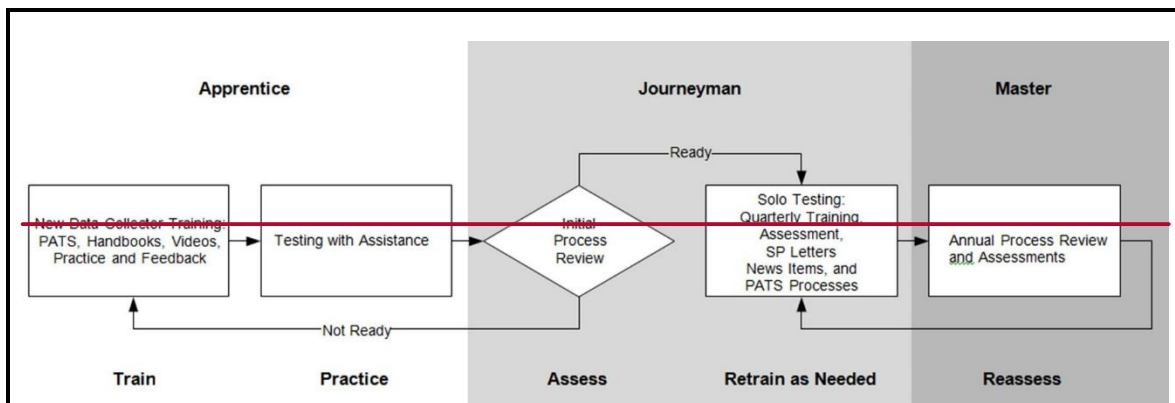 Apprentice
Journeyman
Master
Ready
New Data Collector Training:
PATS, Handbooks, Videos,
Practice and Feedback
Testing with Assistance
Initial
Process
Review
Solo Testing:
Quarterly Training,
Assessment,
SP Letters
News Items, and
PATS Processes
Annual Process Review
and Assessments
Not Ready
Train
Practice
Assess
Retrain as Needed
Reassess